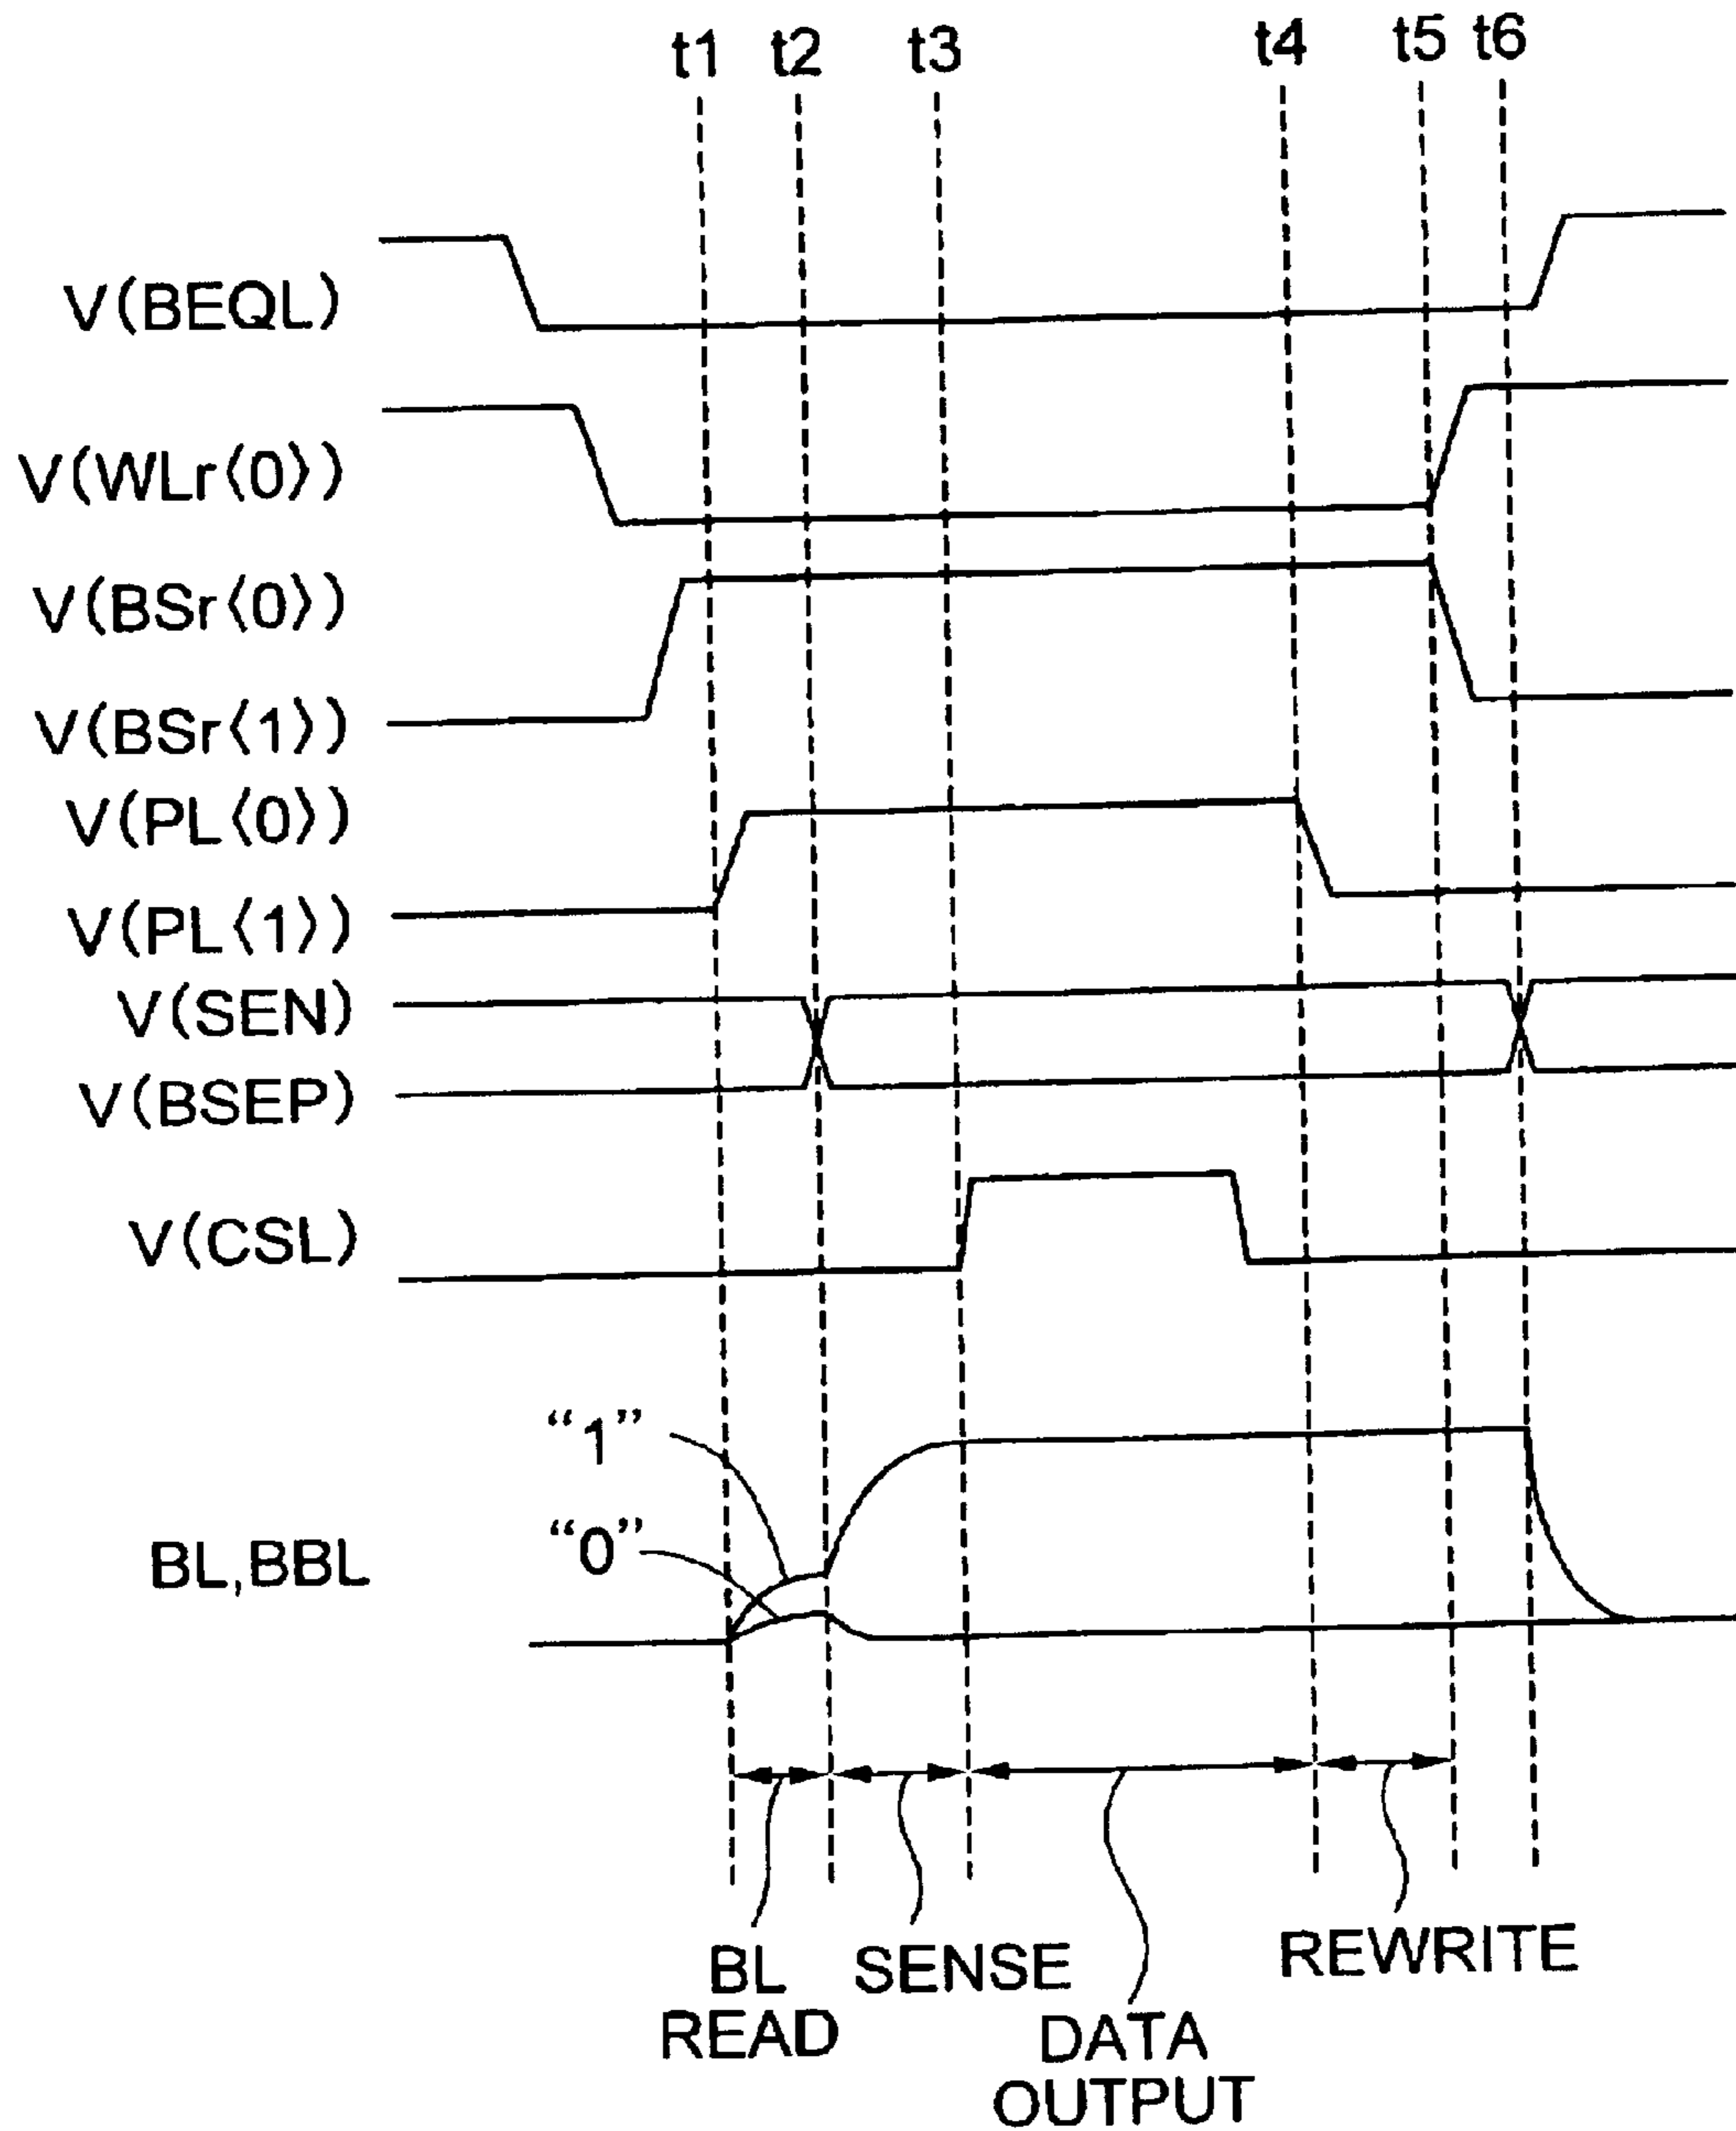 t1 t2 t3 t4 t5 t6
V(BEQL)
V(WLr⟨0⟩)
V(BSr⟨0⟩)
V(BSr⟨1⟩)
V(PL⟨0⟩)
V(PL⟨1⟩)
V(SEN)
V(BSEP)
V(CSL)
“1”
“0”
BL,BBL
BL
READ
SENSE
DATA
OUTPUT
REWRITE